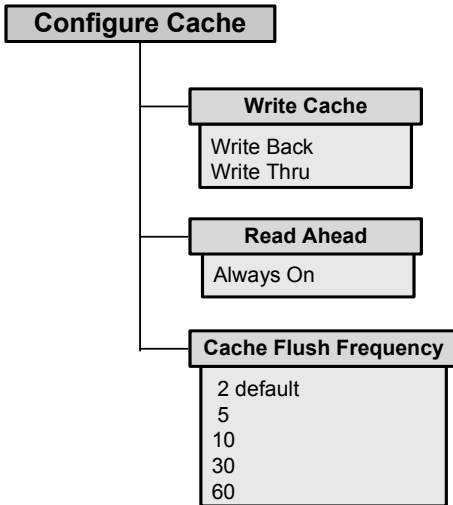 Configure Cache
Write Cache
Write Back
Write Thru
Read Ahead
Always On
Cache Flush Frequency
2 default
5
10
30
60